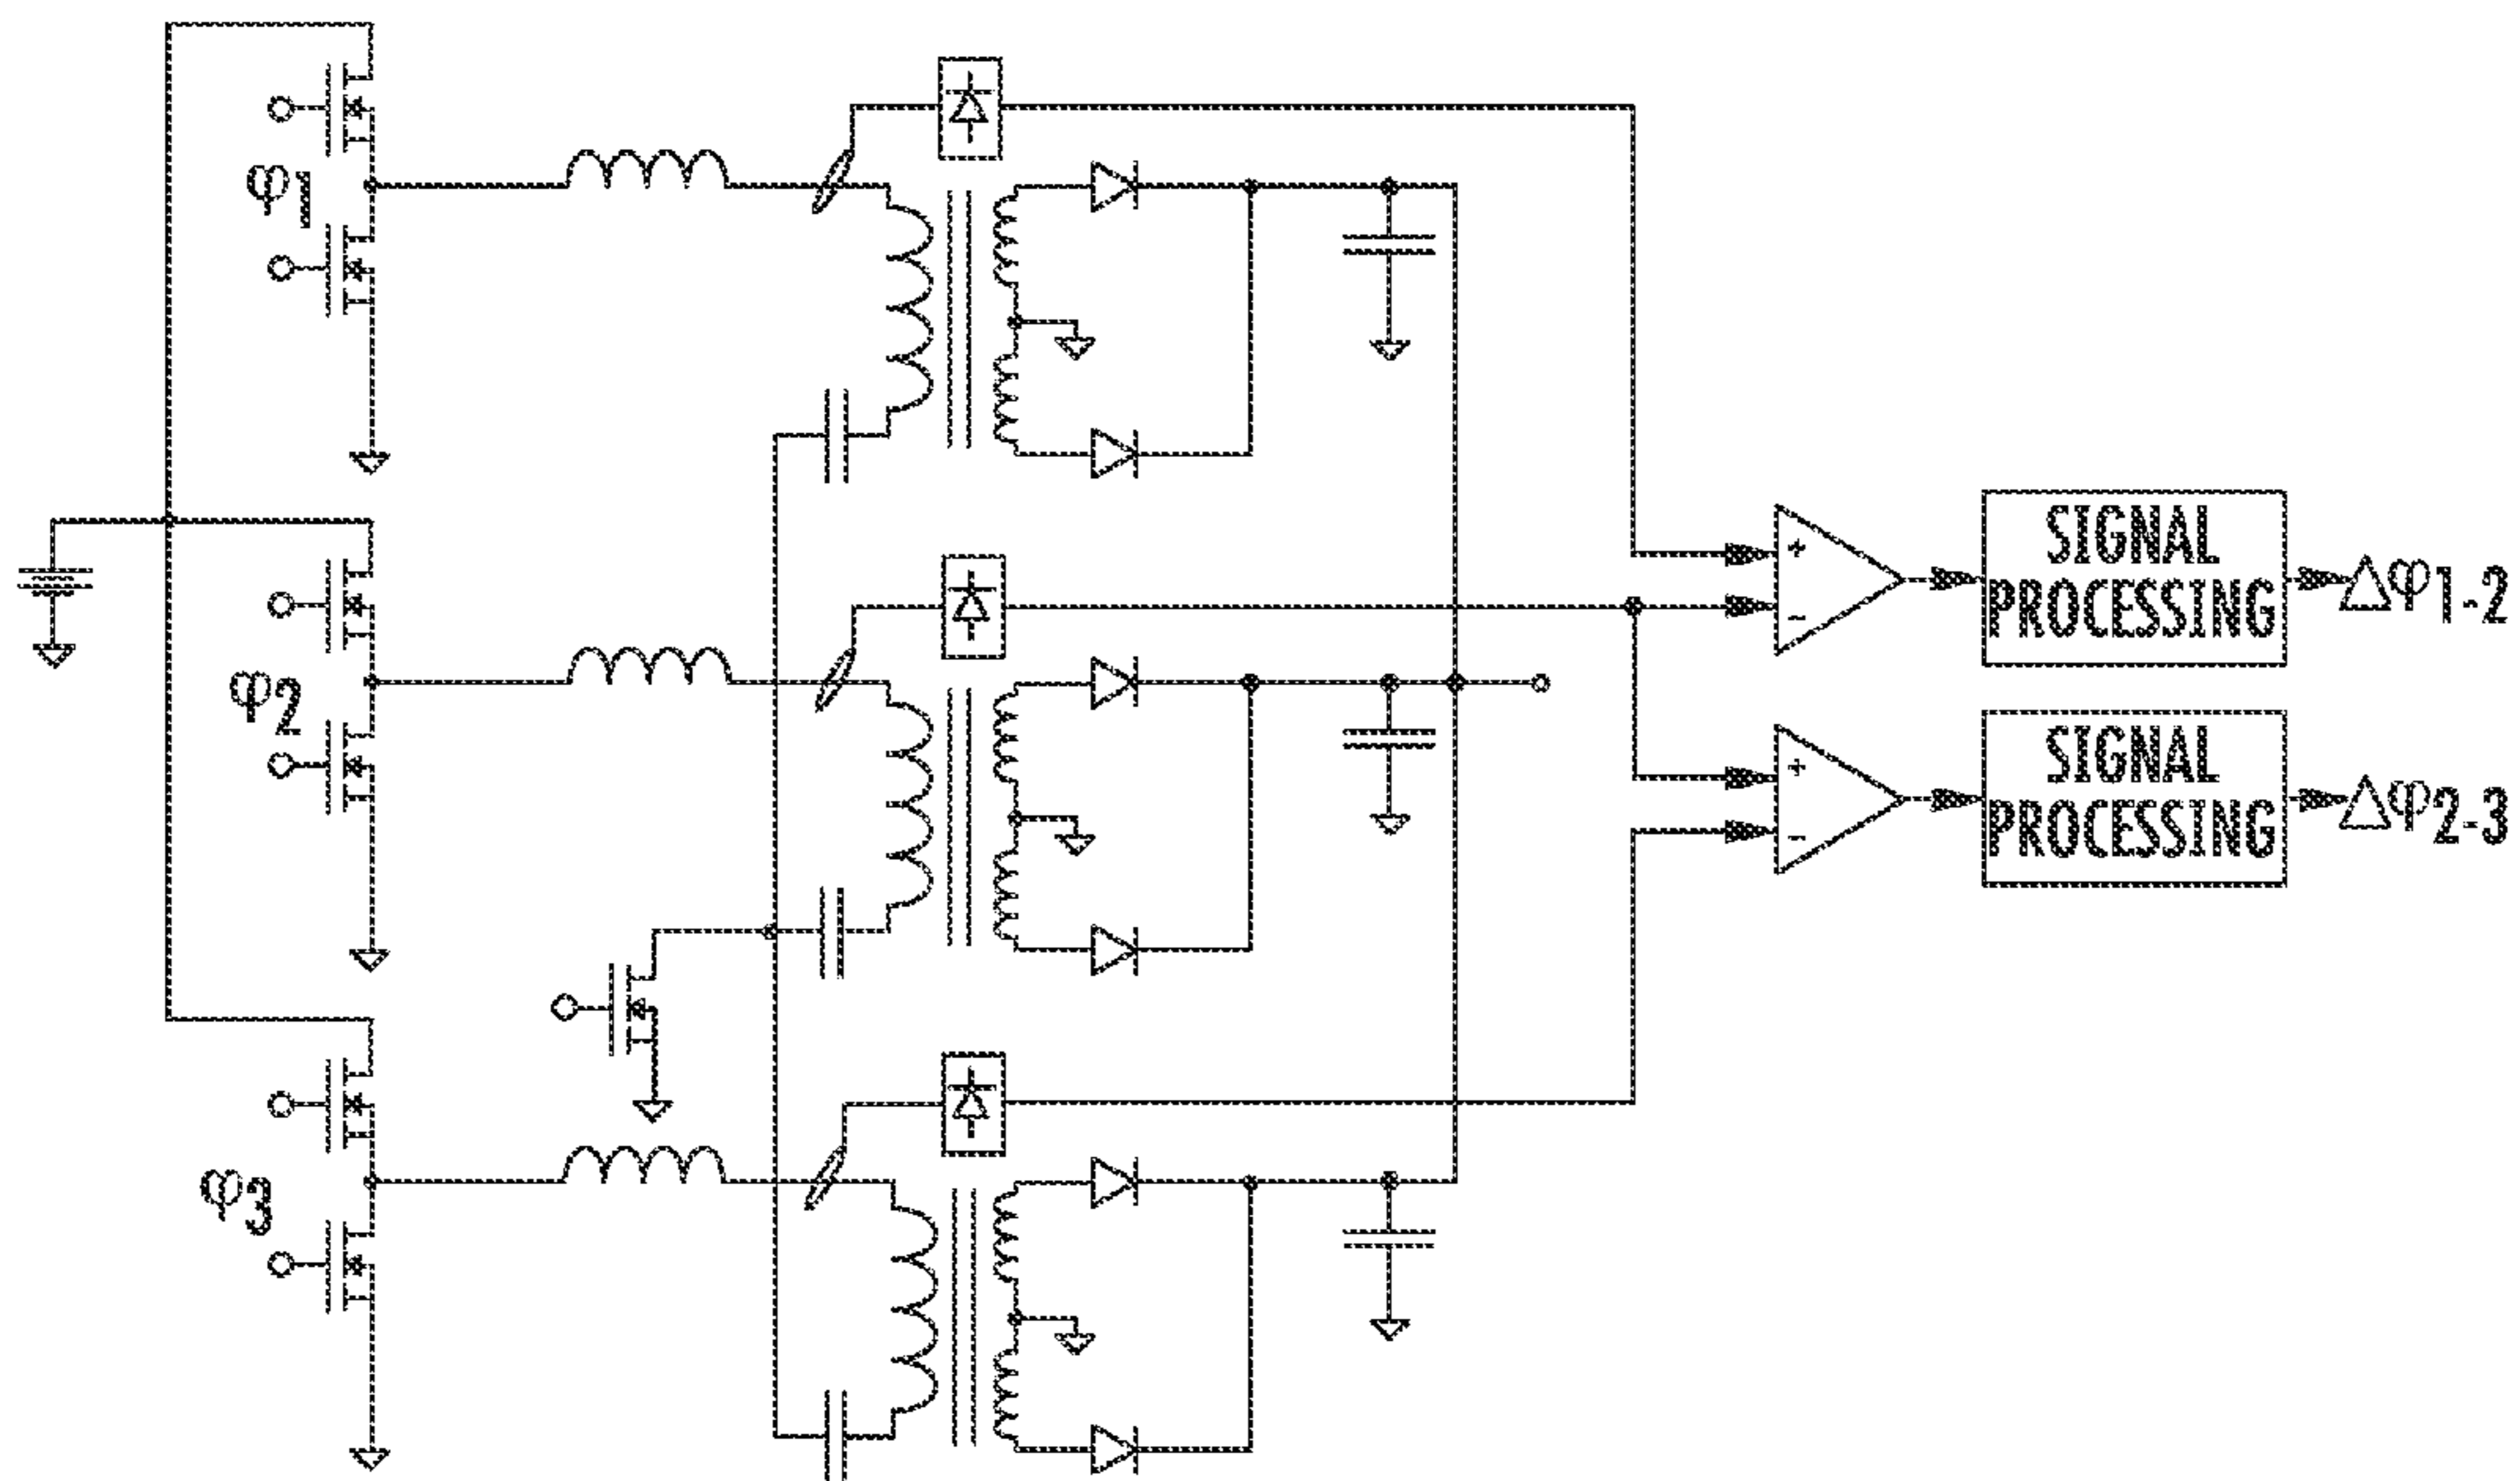 φ1
+
-
SIGNAL
PROCESSING
Δφ1-2
φ2
+
-
SIGNAL
PROCESSING
Δφ2-3
φ3